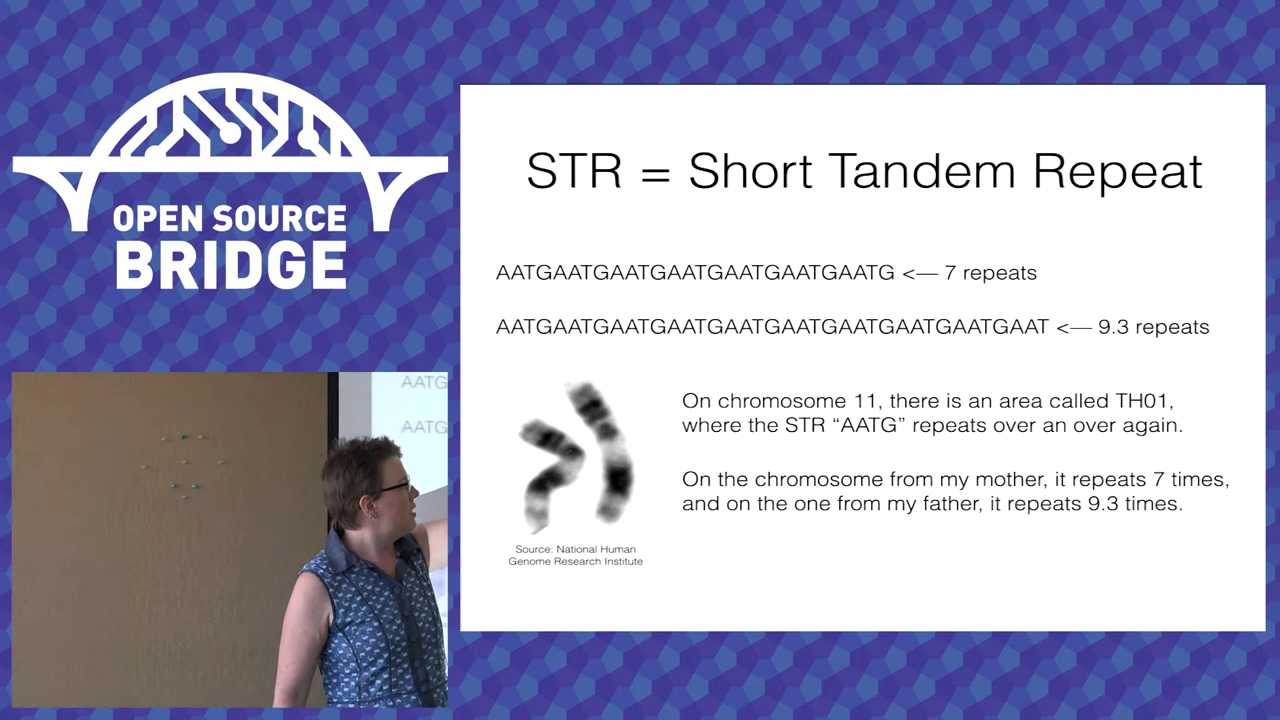 OPEN SOURCE
BRIDGE
STR = Short Tandem Repeat
AATGAATGAATGAATGAATGAATGAATG <— 7 repeats
AATGAATGAATGAATGAATGAATGAATGAATGAATGAAT <— 9.3 repeats
On chromosome 11, there is an area called TH01,
where the STR “AATG” repeats over an over again.
On the chromosome from my mother, it repeats 7 times,
and on the one from my father, it repeats 9.3 times.
Source: National Human
Genome Research Institute
AATG
AATG